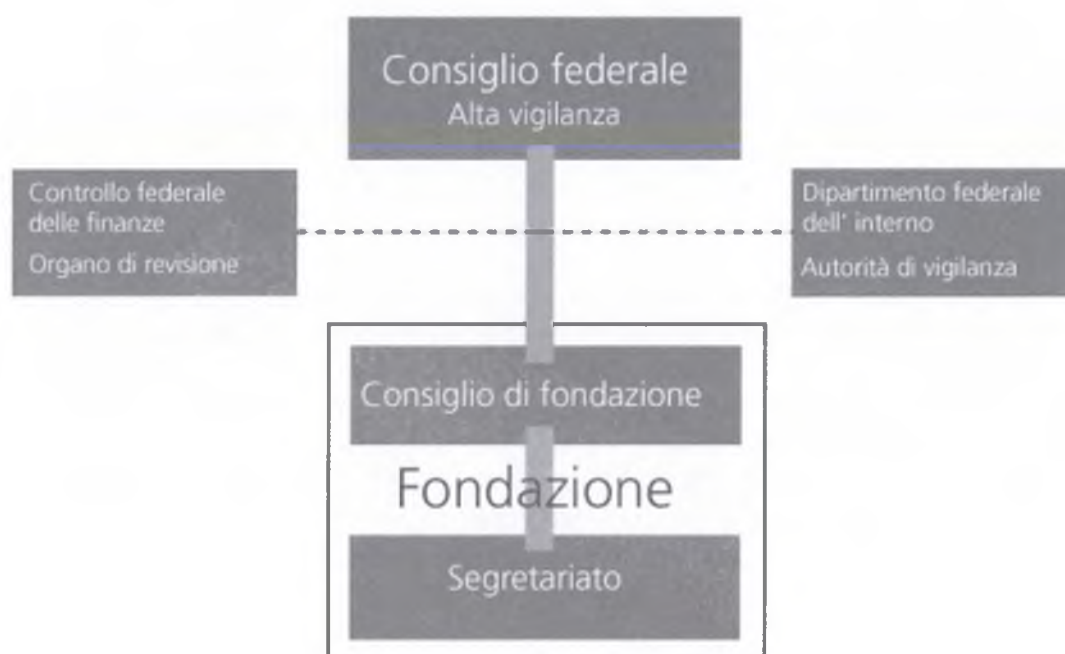 Consiglio federale
Alta vigilanza
Controllo federale
delle finanze
Organo di revisione
Dipartimento federale
dell' interno
Autorità di vigilanza
Consiglio di fondazione
Fondazione
Segretariato